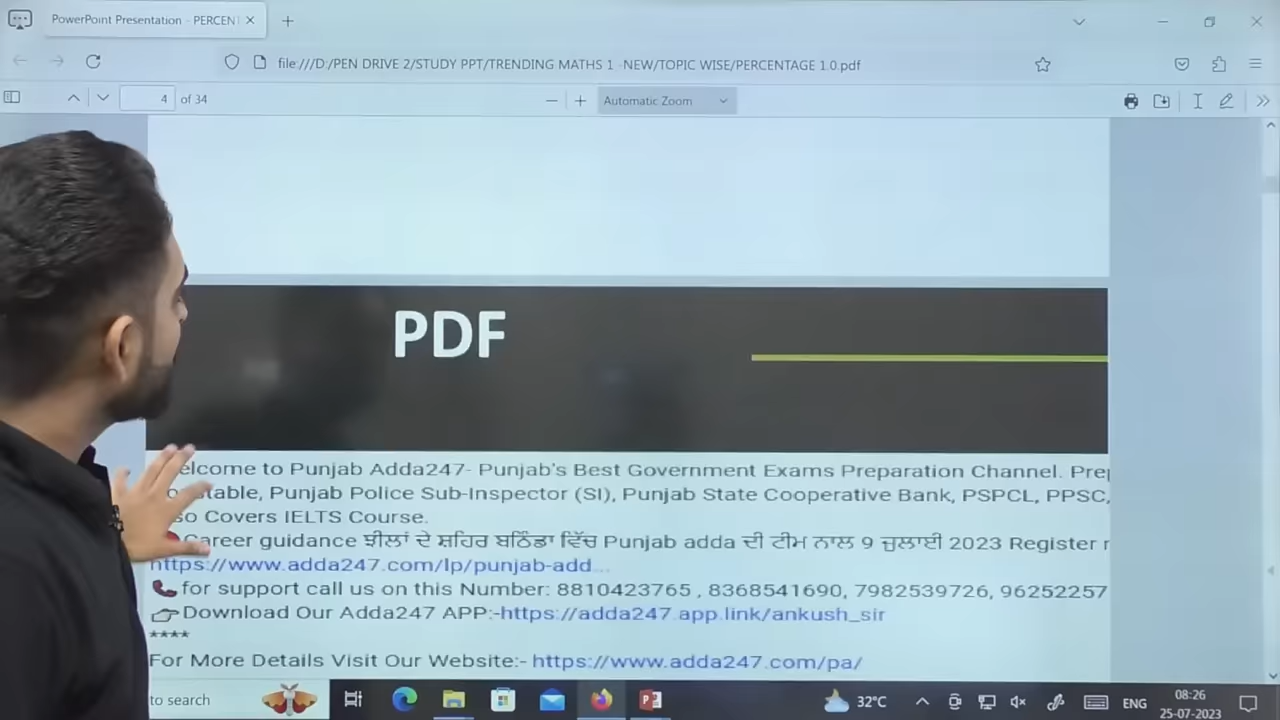 PowerPoint Presentation - PERCEN
file:///D:/PEN DRIVE 2/STUDY PPT/TRENDING MATHS 1 -NEW/TOPIC WISE/PERCENTAGE 1.0.pdf
4 of 34
Automatic Zoom
PDF
elcome to Punjab Adda247- Punjab's Best Government Exams Preparation Channel. Prep
table, Punjab Police Sub-Inspector (SI), Punjab State Cooperative Bank, PSPCL, PPSC,
so Covers IELTS Course.
Career guidance ਝੀਲਾਂ ਦੇ ਸ਼ਹਿਰ ਬਠਿੰਡਾ ਵਿੱਚ Punjab adda ਦੀ ਟੀਮ ਨਾਲ 9 ਜੁਲਾਈ 2023 Register
https://www.adda247.com/lp/punjab-add...
for support call us on this Number: 8810423765 , 8368541690, 7982539726, 96252257
Download Our Adda247 APP:-https://adda247.app.link/ankush_sir
****
For More Details Visit Our Website:- https://www.adda247.com/pa/
to search
32°C
ENG
08:26
25-07-2023